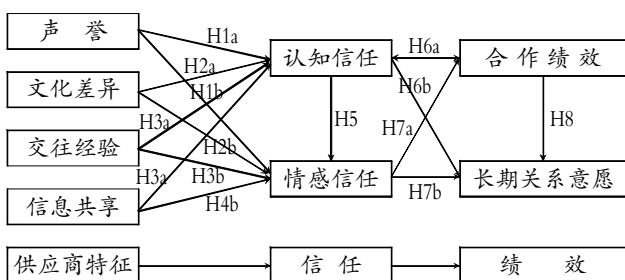 声 誉
文化差异
交往经验
信息共享
H1a
H2a
H1b
H3a
H2b
H3a
H3b
H4b
认知信任
H5
情感信任
H6a
H6b
H7a
H7b
合作绩效
H8
长期关系意愿
供应商特征
信 任
绩 效